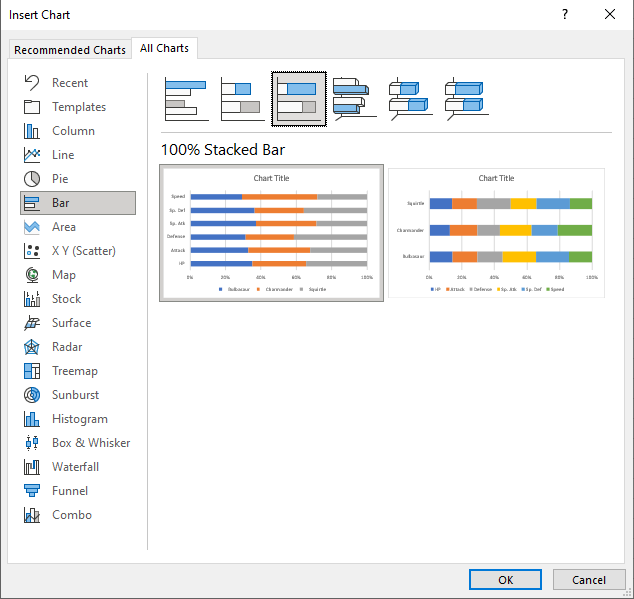 Insert Chart
?
Recommended Charts All Charts
Recent
Templates
Column
Line
Pie
Bar
Area
X Y (Scatter)
Map
Stock
Surface
Radar
Treemap
Sunburst
Histogram
Box & Whisker
Waterfall
Funnel
Combo
100% Stacked Bar
Chart Title
Speed
Sp. Def
Sp. Atk
Defense
Attack
HP
0% 20% 40% 60% 80% 100%
Bulbasaur Charmander Squirtle
Chart Title
Squirtle
Charmander
Bulbasaur
0% 20% 40% 60% 80% 100%
HP Attack Defense Sp. Atk Sp. Def Speed
OK Cancel